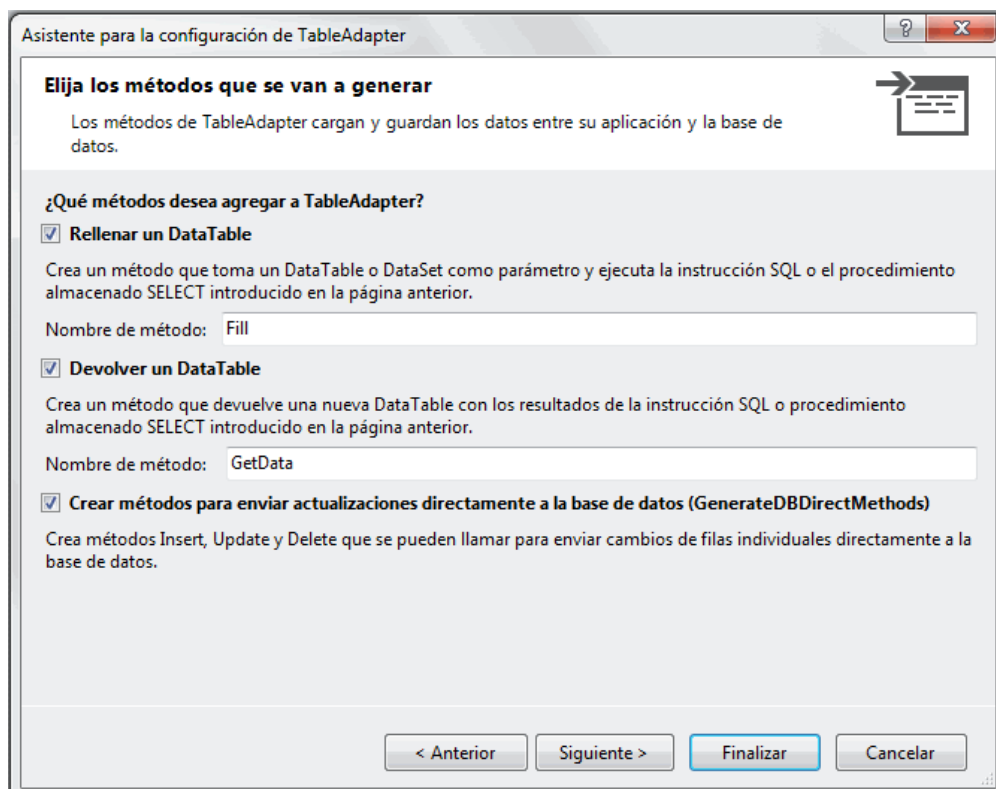 Asistente para la configuración de TableAdapter
Elija los métodos que se van a generar
Los métodos de TableAdapter cargan y guardan los datos entre su aplicación y la base de
datos.
¿Qué métodos desea agregar a TableAdapter?
Rellenar un DataTable
Crea un método que toma un DataTable o DataSet como parámetro y ejecuta la instrucción SQL o el procedimiento
almacenado SELECT introducido en la página anterior.
Nombre de método: Fill
Devolver un DataTable
Crea un método que devuelve una nueva DataTable con los resultados de la instrucción SQL o procedimiento
almacenado SELECT introducido en la página anterior.
Nombre de método: GetData
Crear métodos para enviar actualizaciones directamente a la base de datos (GenerateDBDirectMethods)
Crea métodos Insert, Update y Delete que se pueden llamar para enviar cambios de filas individuales directamente a la
base de datos.
< Anterior Siguiente > Finalizar Cancelar